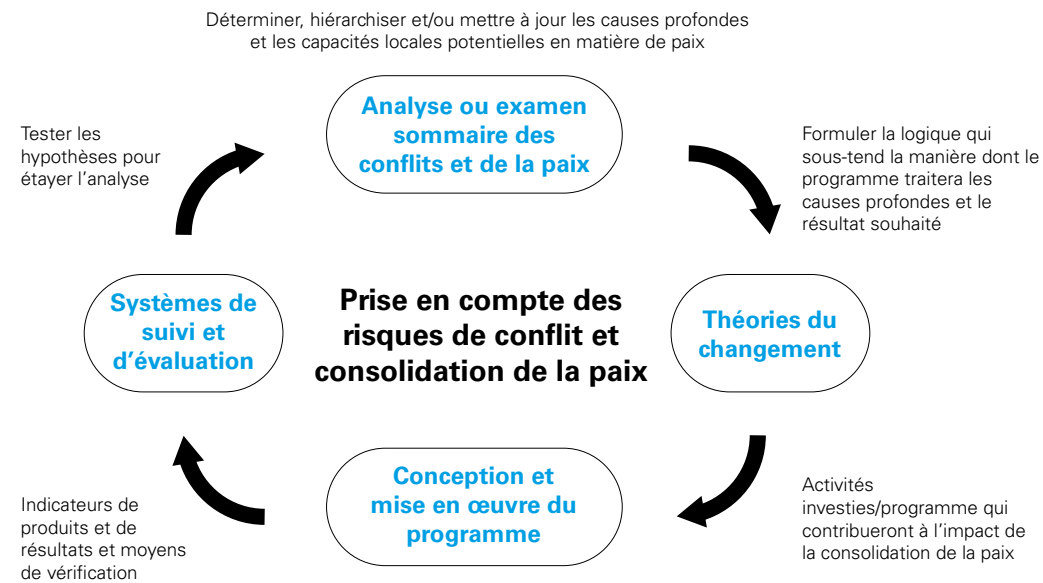 Déterminer, hiérarchiser et/ou mettre à jour les causes profondes
et les capacités locales potentielles en matière de paix
Analyse ou examen
sommaire des
conflits et de la paix
Tester les
hypothèses pour
étayer l’analyse
Formuler la logique qui
sous-tend la manière dont le
programme traitera les
causes profondes et le
résultat souhaité
Systèmes de
suivi et
d’évaluation
Prise en compte des
risques de conflit et
consolidation de la paix
Théories du
changement
Conception et
mise en œuvre du
programme
Indicateurs de
produits et de
résultats et moyens
de vérification
Activités
investies/programme qui
contribueront à l’impact de
la consolidation de la paix